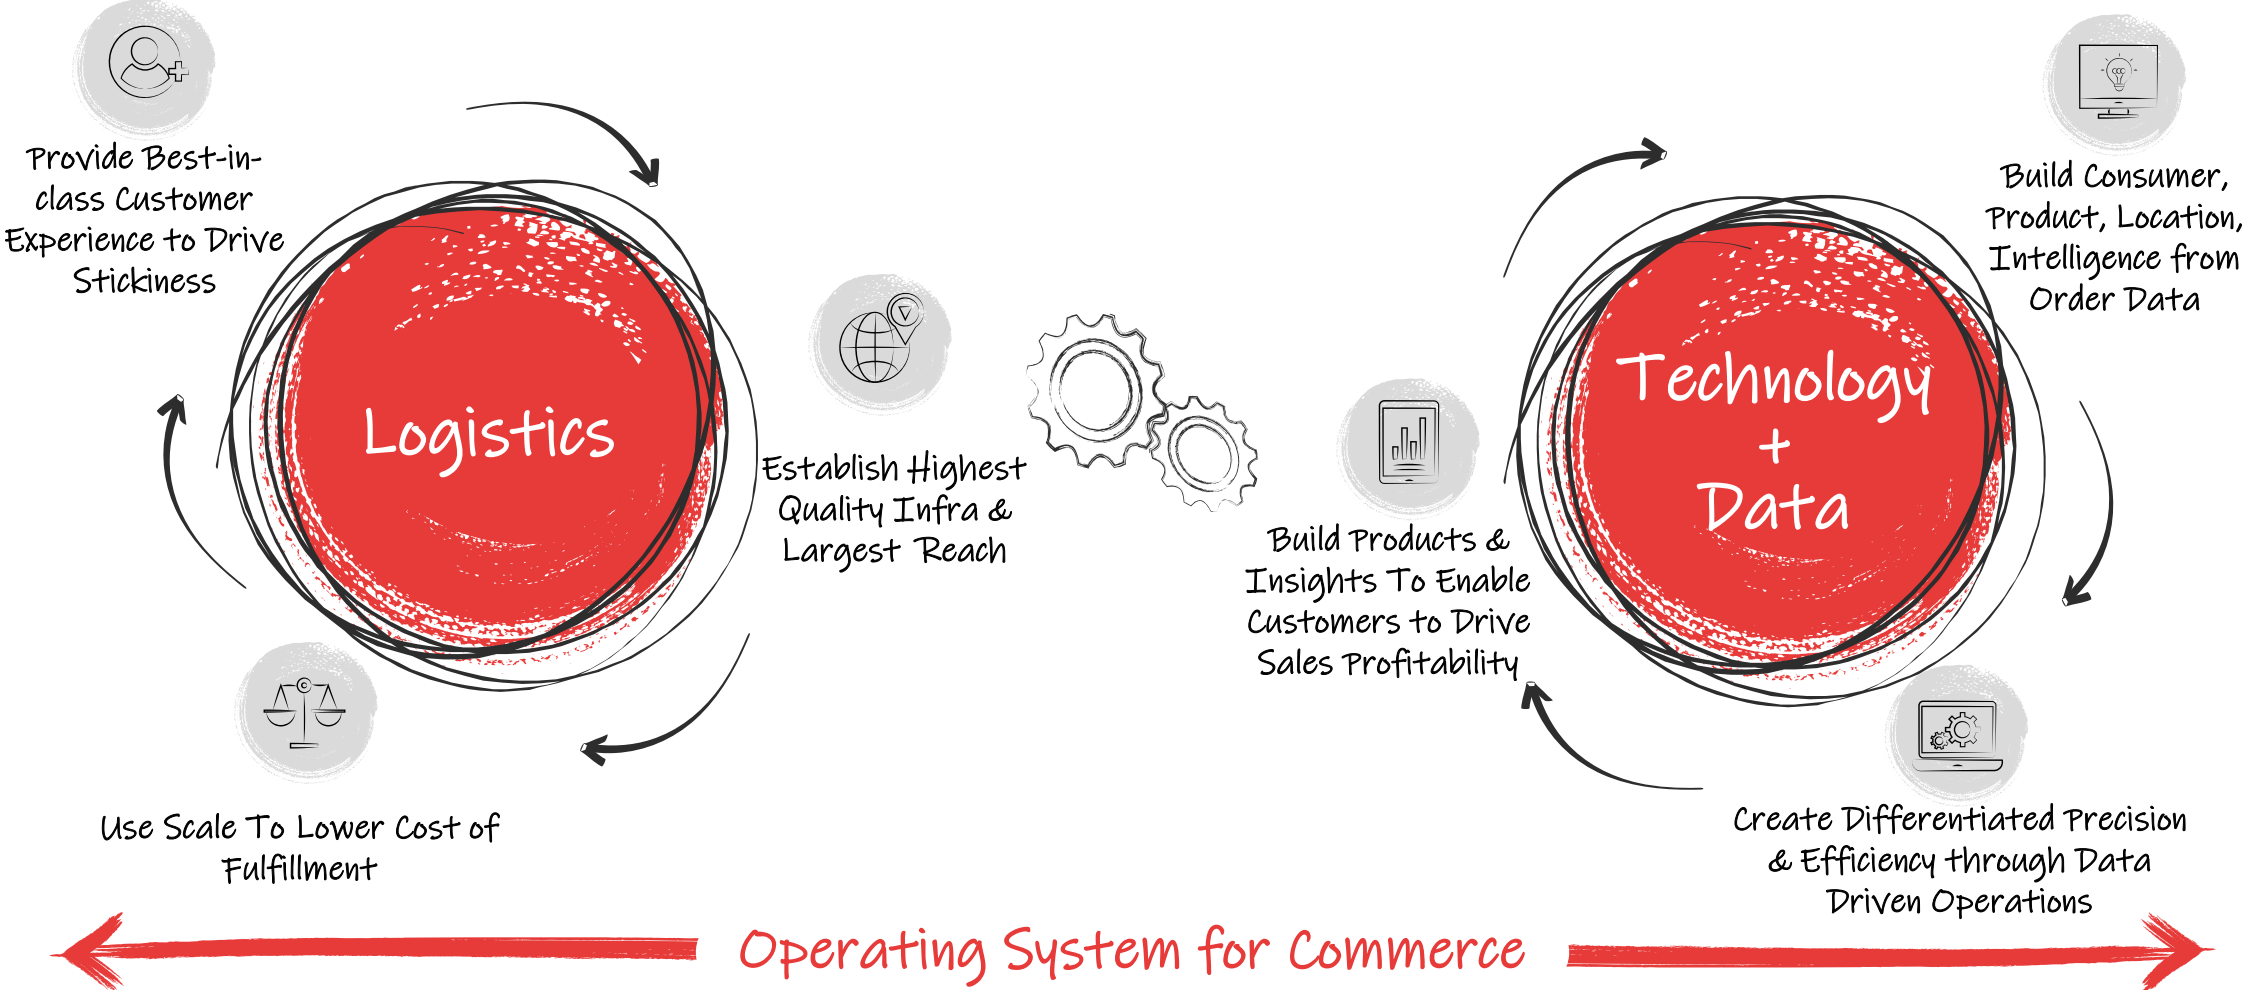 Provide Best-in-
class Customer
Experience to Drive
Stickiness
Logistics
Establish Highest
Quality Infra &
Largest Reach
Use Scale To Lower Cost of
Fulfillment
Build Consumer,
Product, Location,
Intelligence from
Order Data
Technology
+
Data
Build Products &
Insights To Enable
Customers to Drive
Sales Profitability
Create Differentiated Precision
& Efficiency through Data
Driven Operations
Operating System for Commerce